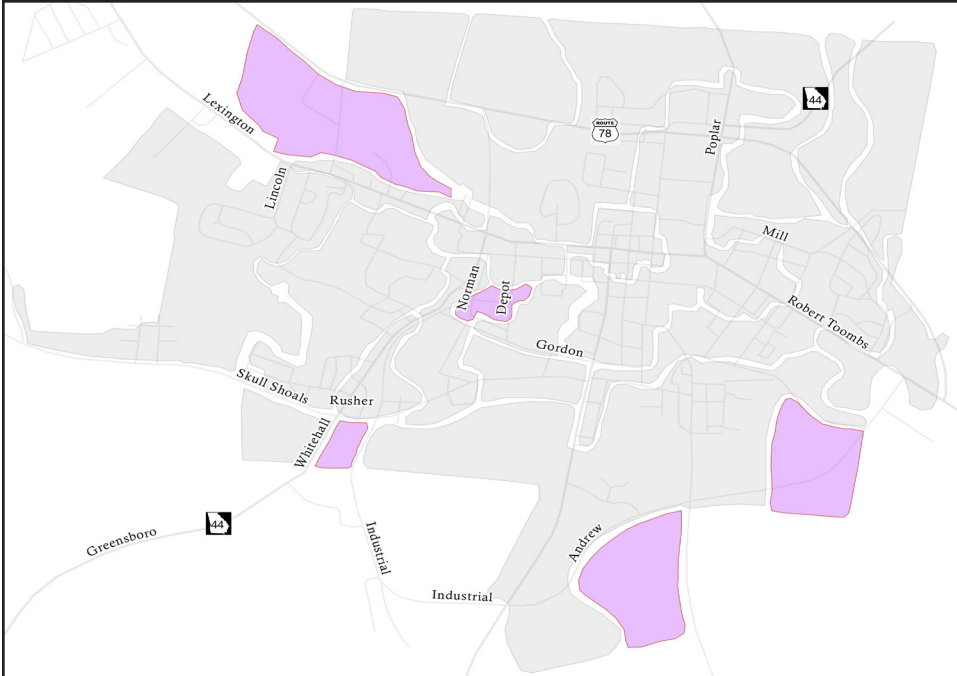 44
ROUTE
78
Poplar
Lexington
Lincoln
Mill
Norman
Depot
Robert Toombs
Gordon
Skull Shoals
Rusher
Whitehall
44
Greensboro
Industrial
Andrew
Industrial